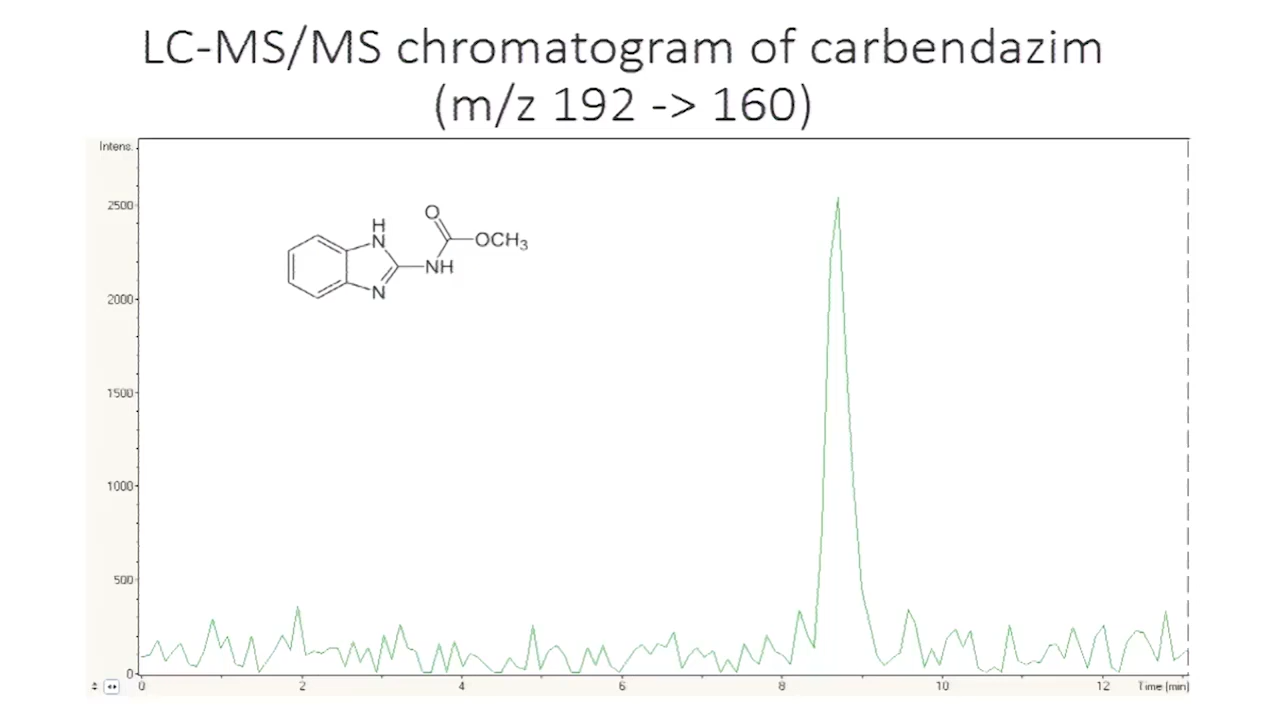 LC-MS/MS chromatogram of carbendazim
(m/z 192 -> 160)
Intens.
2500
2000
1500
1000
500
0
H
N
N
NH
O
OCH3
0 2 4 6 8 10 12 Time [min]